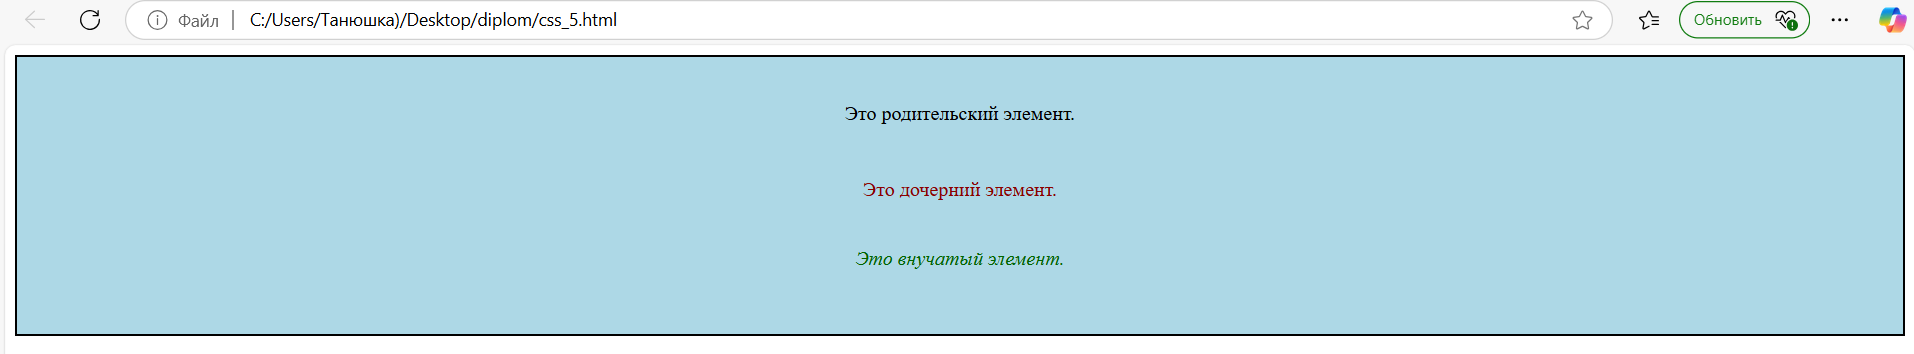 Файл C:/Users/Танюшка)/Desktop/diplom/css_5.html Обновить
Это родительский элемент.
Это дочерний элемент.
Это внучатый элемент.